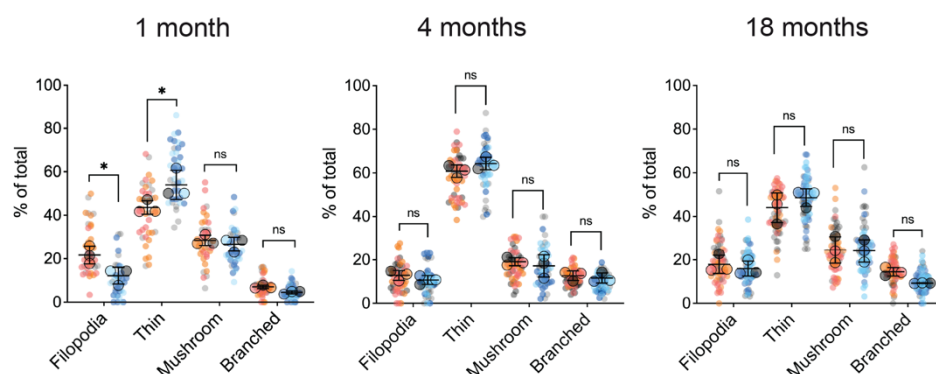 1 month
4 months
18 months
% of total
100
80
60
40
20
0
*
*
ns
ns
Filopodia
Thin
Mushroom
Branched
% of total
100
80
60
40
20
0
ns
ns
ns
ns
Filopodia
Thin
Mushroom
Branched
% of total
100
80
60
40
20
0
ns
ns
ns
ns
Filopodia
Thin
Mushroom
Branched